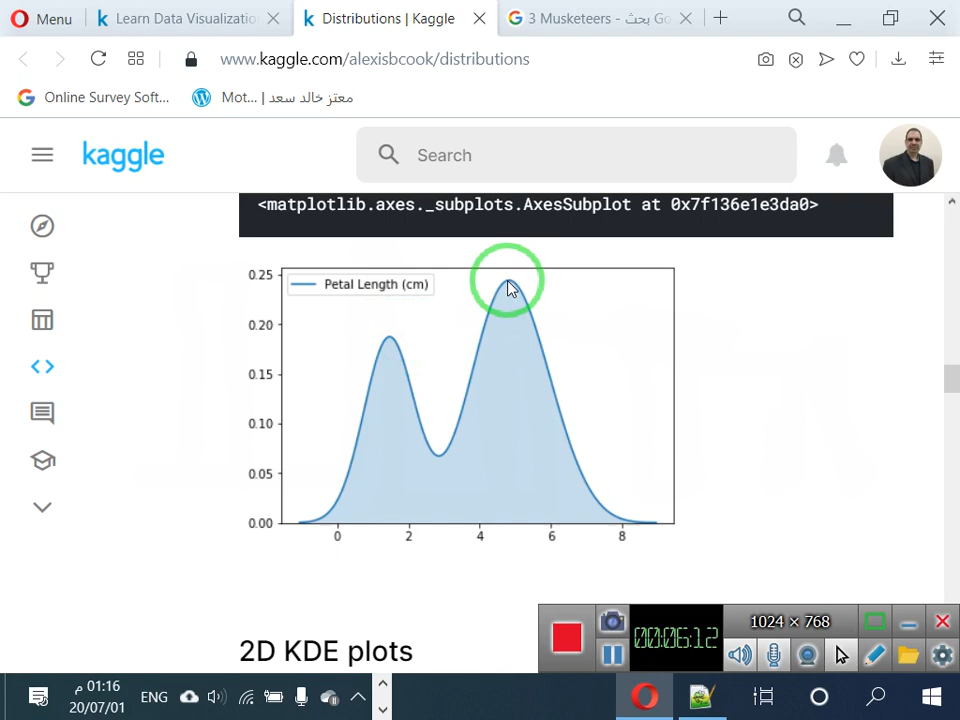 Menu
Learn Data Visualizatio
Distributions | Kaggle
3 Musketeers - بحث Go
www.kaggle.com/alexisbcook/distributions
Online Survey Soft...
Mot... | معتز خالد سعد
kaggle
Search
<matplotlib.axes._subplots.AxesSubplot at 0x7f136e1e3da0>
Petal Length (cm)
0.25
0.20
0.15
0.10
0.05
0.00
0 2 4 6 8
2D KDE plots
1024 × 768
00:06:12
ENG
01:16 م
20/07/01